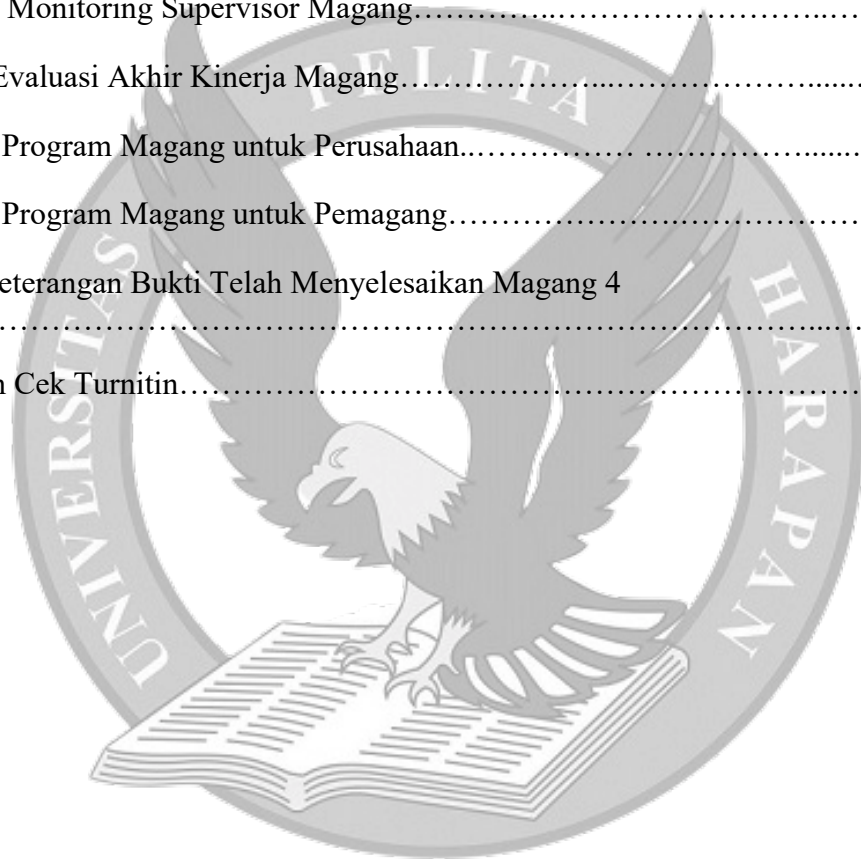 Monitoring Supervisor Magang…………..……………………..…
Evaluasi Akhir Kinerja Magang…….…………...………………......
Program Magang untuk Perusahaan..…………… ………………......
Program Magang untuk Pemagang…………………..……………
eterangan Bukti Telah Menyelesaikan Magang 4
……………………………………………………………………...…
Cek Turnitin……………………………………………………………
UNIVERSITAS PELITA HARAPAN